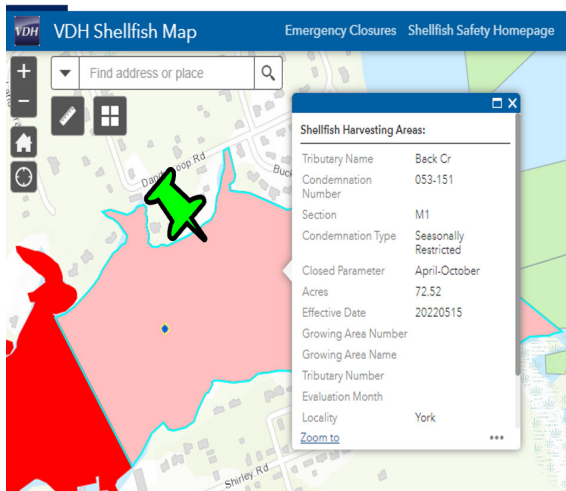 VDH VDH Shellfish Map Emergency Closures Shellfish Safety Homepage
+ Find address or place
−
Shellfish Harvesting Areas:
Tributary Name Back Cr
Condemnation 053-151
Number
Section M1
Condemnation Type Seasonally
Restricted
Closed Parameter April-October
Acres 72.52
Effective Date 20220515
Growing Area Number
Growing Area Name
Tributary Number
Evaluation Month
Locality York
Zoom to
Shirley Rd